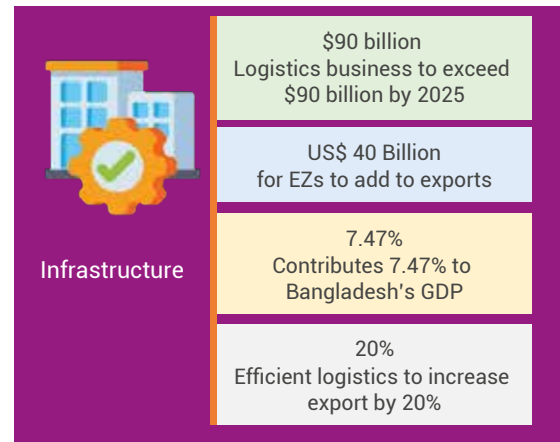 Infrastructure
$90 billion
Logistics business to exceed
$90 billion by 2025
US$ 40 Billion
for EZs to add to exports
7.47%
Contributes 7.47% to
Bangladesh's GDP
20%
Efficient logistics to increase
export by 20%